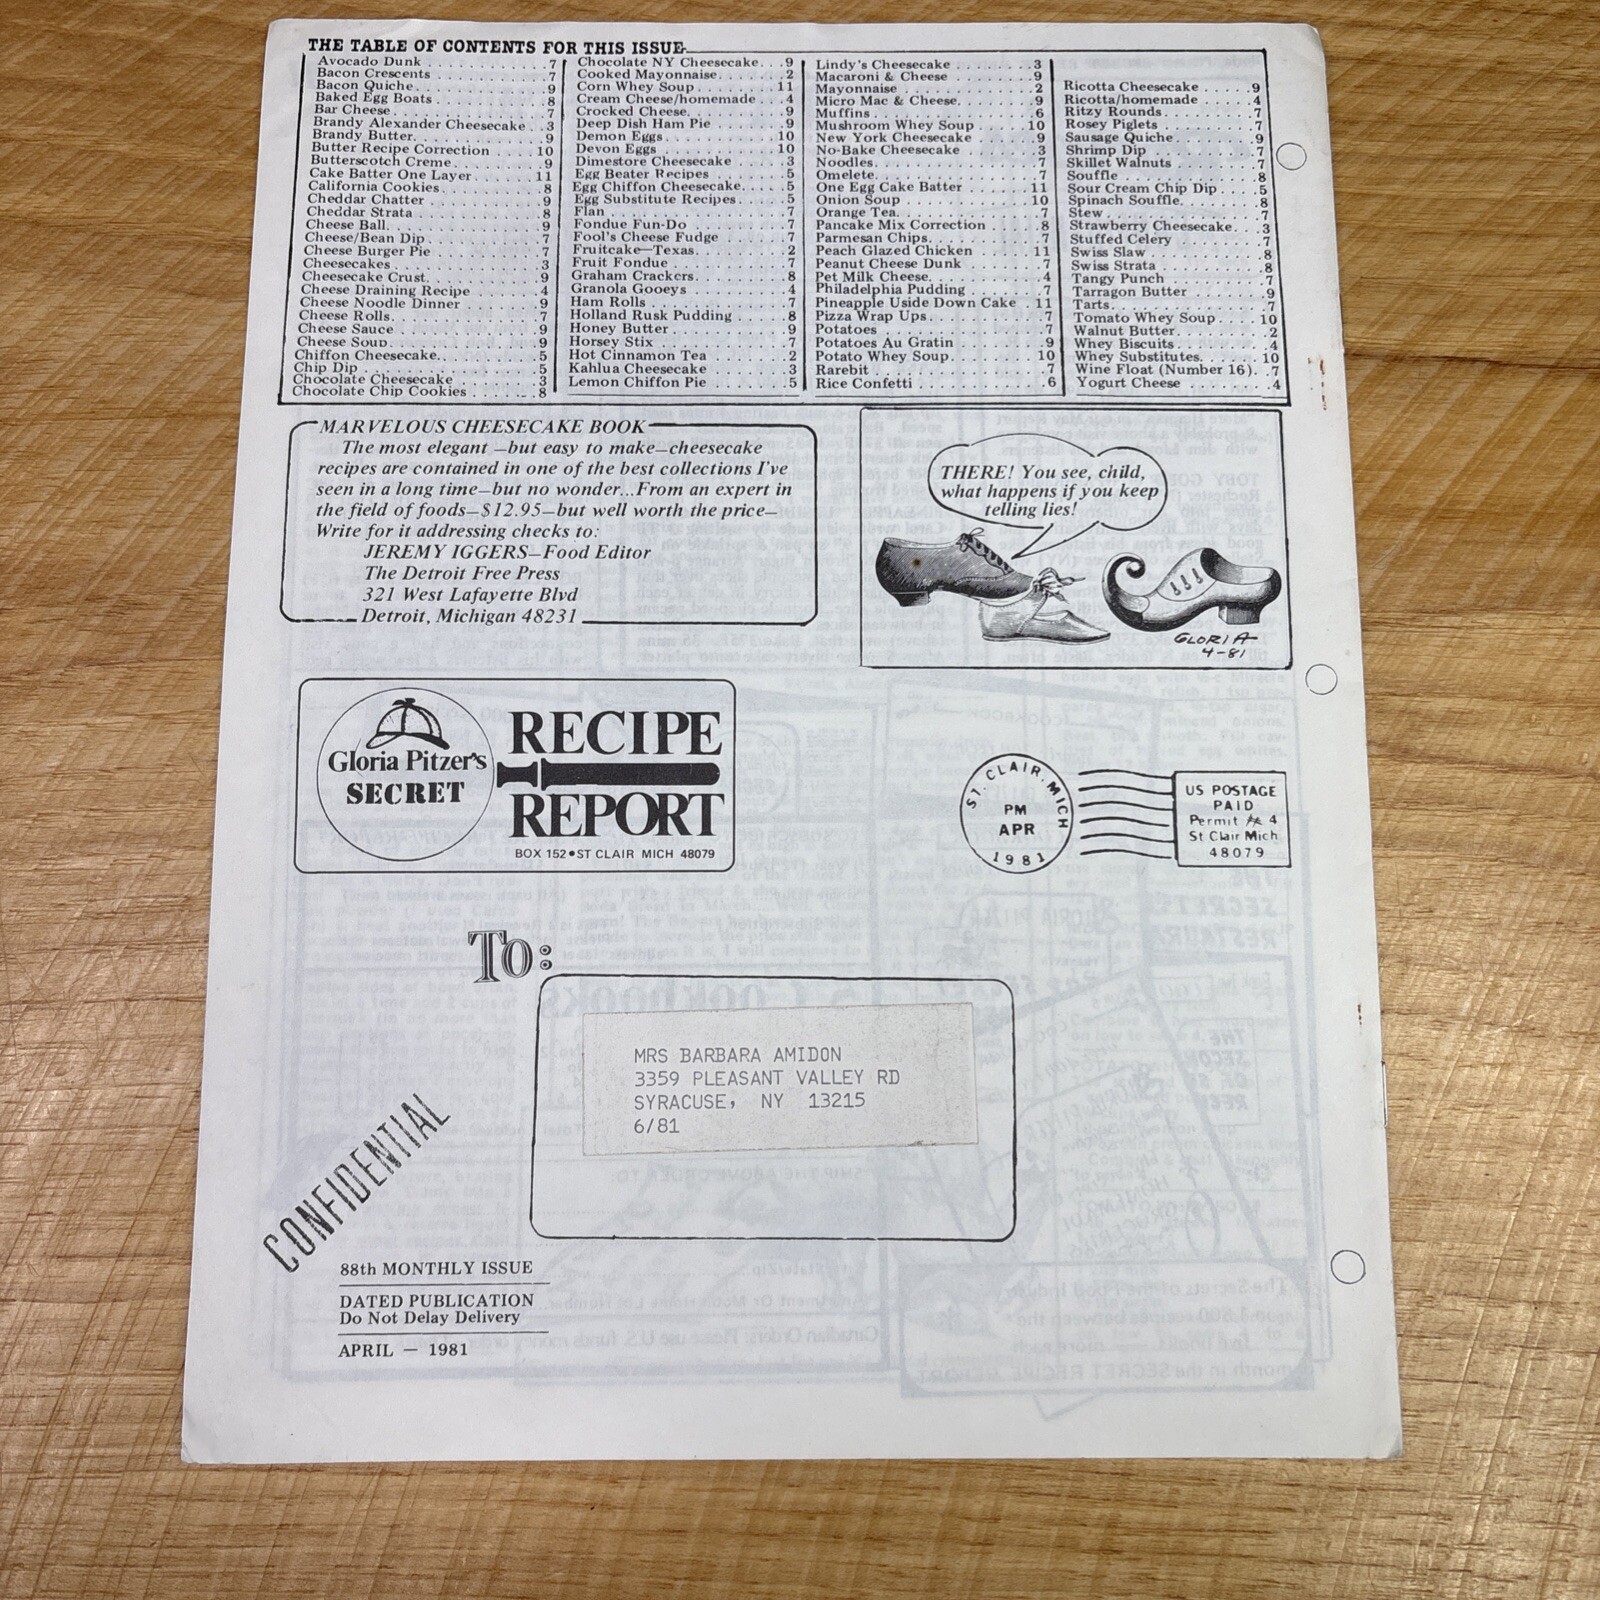 THE TABLE OF CONTENTS FOR THIS ISSUE
Avocado Dunk . . . . . . . . . . . . 7
Bacon Crescents . . . . . . . . . . 7
Bacon Quiche. . . . . . . . . . . . 9
Baked Egg Boats . . . . . . . . . . 8
Bar Cheese . . . . . . . . . . . . . 7
Brandy Alexander Cheesecake . . 3
Brandy Butter. . . . . . . . . . . . 9
Butter Recipe Correction . . . . . 10
Butterscotch Creme. . . . . . . . . 9
Cake Batter One Layer . . . . . . 11
California Cookies. . . . . . . . . 8
Cheddar Chatter . . . . . . . . . . 9
Cheddar Strata . . . . . . . . . . . 8
Cheese Ball. . . . . . . . . . . . . 9
Cheese/Bean Dip . . . . . . . . . . 7
Cheese Burger Pie . . . . . . . . . 7
Cheesecakes . . . . . . . . . . . . 3
Cheesecake Crust. . . . . . . . . . 9
Cheese Draining Recipe . . . . . . 4
Cheese Noodle Dinner . . . . . . . 9
Cheese Rolls. . . . . . . . . . . . 7
Cheese Sauce . . . . . . . . . . . . 9
Cheese Soup. . . . . . . . . . . . . 9
Chiffon Cheesecake. . . . . . . . . 5
Chip Dip . . . . . . . . . . . . . . 5
Chocolate Cheesecake . . . . . . . 3
Chocolate Chip Cookies . . . . . . 8
Chocolate NY Cheesecake. . . 9
Cooked Mayonnaise. . . . . . . 2
Corn Whey Soup . . . . . . . . 11
Cream Cheese/homemade . . . . 4
Crocked Cheese. . . . . . . . . 9
Deep Dish Ham Pie . . . . . . . 9
Demon Eggs . . . . . . . . . . 10
Devon Eggs . . . . . . . . . . 10
Dimestore Cheesecake . . . . . 3
Egg Beater Recipes . . . . . . 5
Egg Chiffon Cheesecake. . . . . 5
Egg Substitute Recipes. . . . . 5
Flan . . . . . . . . . . . . . . 7
Fondue Fun-Do . . . . . . . . . 7
Fool's Cheese Fudge . . . . . . 7
Fruitcake—Texas. . . . . . . . . 2
Fruit Fondue . . . . . . . . . . 7
Graham Crackers. . . . . . . . . 8
Granola Gooeys . . . . . . . . . 4
Ham Rolls . . . . . . . . . . . 7
Holland Rusk Pudding . . . . . . 8
Honey Butter . . . . . . . . . . 9
Horsey Stix . . . . . . . . . . 7
Hot Cinnamon Tea . . . . . . . . 2
Kahlua Cheesecake . . . . . . . 3
Lemon Chiffon Pie . . . . . . . 5
Lindy's Cheesecake . . . . . . . 3
Macaroni & Cheese . . . . . . . 9
Mayonnaise . . . . . . . . . . . 2
Micro Mac & Cheese. . . . . . . 9
Muffins . . . . . . . . . . . . 6
Mushroom Whey Soup . . . . . . 10
New York Cheesecake . . . . . . 9
No-Bake Cheesecake . . . . . . . 3
Noodles. . . . . . . . . . . . . 7
Omelete. . . . . . . . . . . . . 7
One Egg Cake Batter . . . . . . 11
Onion Soup . . . . . . . . . . 10
Orange Tea. . . . . . . . . . . 7
Pancake Mix Correction . . . . . 8
Parmesan Chips. . . . . . . . . 7
Peach Glazed Chicken . . . . . 11
Peanut Cheese Dunk . . . . . . . 7
Pet Milk Cheese. . . . . . . . . 4
Philadelphia Pudding . . . . . . 7
Pineapple Uside Down Cake . . 11
Pizza Wrap Ups. . . . . . . . . 7
Potatoes . . . . . . . . . . . . 7
Potatoes Au Gratin . . . . . . . 9
Potato Whey Soup. . . . . . . . 10
Rarebit . . . . . . . . . . . . 7
Rice Confetti . . . . . . . . . 6
Ricotta Cheesecake . . . . . 9
Ricotta/homemade . . . . . . 4
Ritzy Rounds. . . . . . . . . 7
Rosey Piglets . . . . . . . . 7
Sausage Quiche . . . . . . . 9
Shrimp Dip . . . . . . . . . 7
Skillet Walnuts . . . . . . . 7
Souffle . . . . . . . . . . . 8
Sour Cream Chip Dip . . . . . 5
Spinach Souffle. . . . . . . 8
Stew . . . . . . . . . . . . 7
Strawberry Cheesecake. . . . 3
Stuffed Celery . . . . . . . 7
Swiss Slaw . . . . . . . . . 8
Swiss Strata . . . . . . . . 8
Tangy Punch . . . . . . . . . 7
Tarragon Butter . . . . . . . 9
Tarts. . . . . . . . . . . . 7
Tomato Whey Soup . . . . . . 10
Walnut Butter. . . . . . . . 2
Whey Biscuits . . . . . . . . 4
Whey Substitutes. . . . . . . 10
Wine Float (Number 16). . . 7
Yogurt Cheese . . . . . . . . 4
MARVELOUS CHEESECAKE BOOK
The most elegant —but easy to make—cheesecake
recipes are contained in one of the best collections I've
seen in a long time—but no wonder...From an expert in
the field of foods—$12.95—but well worth the price—
Write for it addressing checks to:
JEREMY IGGERS—Food Editor
The Detroit Free Press
321 West Lafayette Blvd
Detroit, Michigan 48231
THERE! You see, child,
what happens if you keep
telling lies!
GLORIA
4-81
Gloria Pitzer's
SECRET
RECIPE
REPORT
BOX 152•ST CLAIR MICH 48079
ST. CLAIR, MICH
PM
APR
1981
US POSTAGE
PAID
Permit # 4
St Clair Mich
48079
To:
MRS BARBARA AMIDON
3359 PLEASANT VALLEY RD
SYRACUSE, NY 13215
6/81
CONFIDENTIAL
88th MONTHLY ISSUE
DATED PUBLICATION
Do Not Delay Delivery
APRIL — 1981